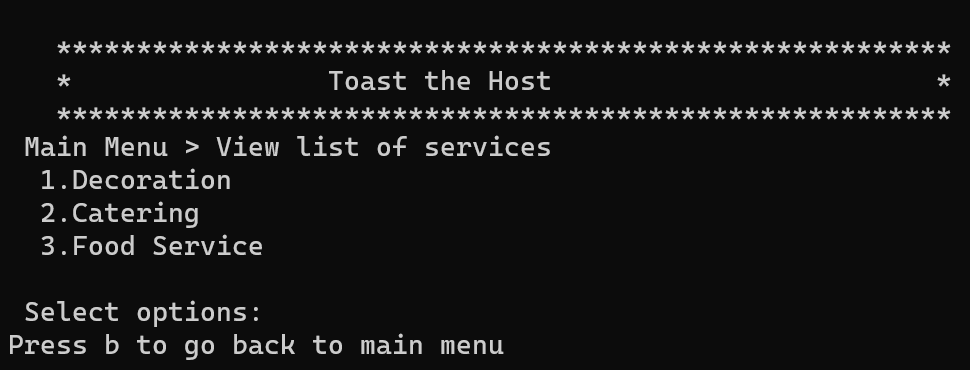 ********************************************************
* Toast the Host *
********************************************************
Main Menu > View list of services
1.Decoration
2.Catering
3.Food Service
Select options:
Press b to go back to main menu